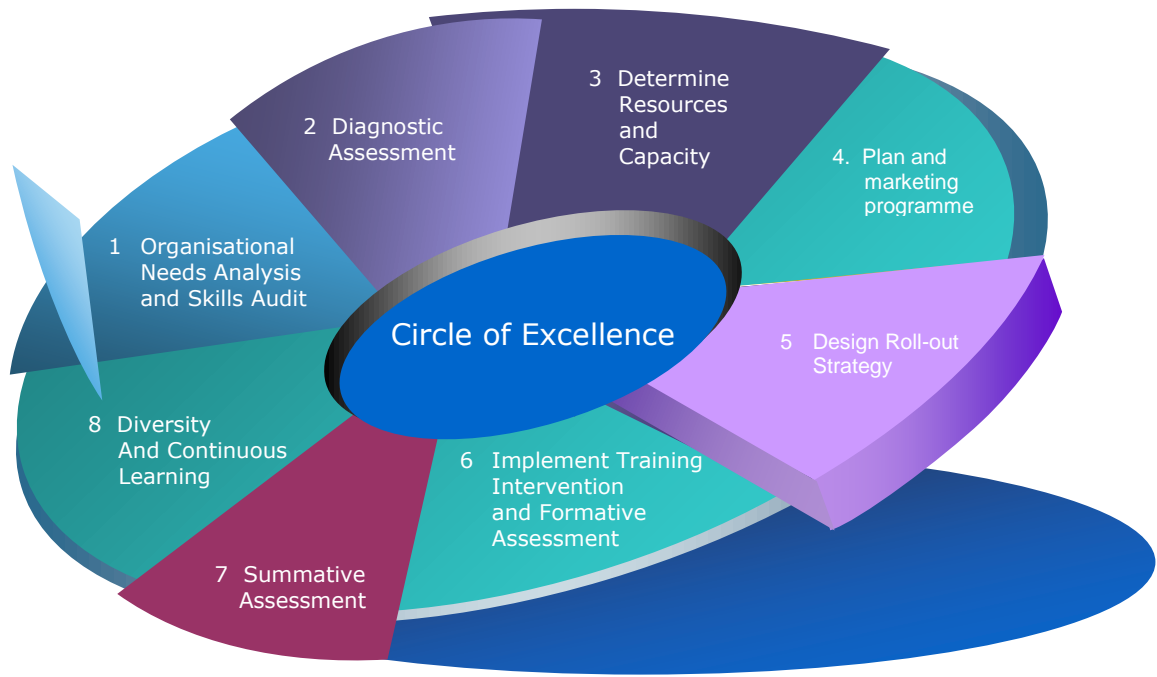 1 Organisational
Needs Analysis
and Skills Audit
2 Diagnostic
Assessment
3 Determine
Resources
and
Capacity
4. Plan and
marketing
programme
5 Design Roll-out
Strategy
6 Implement Training
Intervention
and Formative
Assessment
7 Summative
Assessment
8 Diversity
And Continuous
Learning
Circle of Excellence